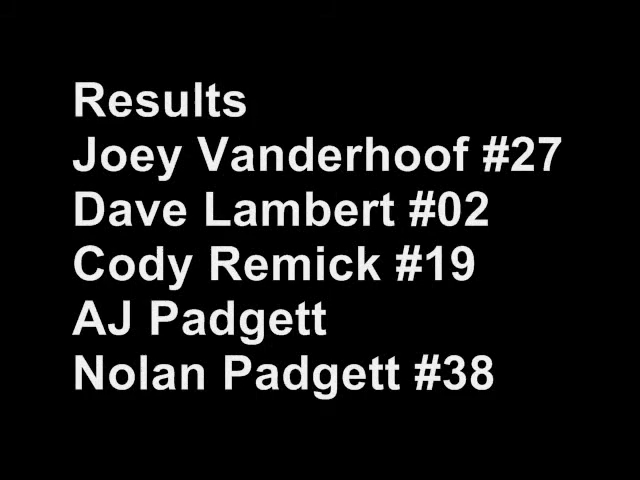 Results
Joey Vanderhoof #27
Dave Lambert #02
Cody Remick #19
AJ Padgett
Nolan Padgett #38